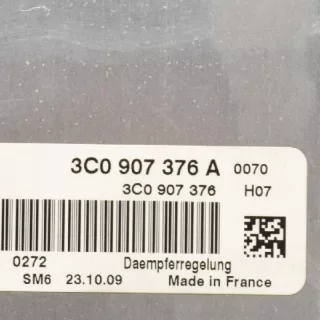 3C0 907 376 A 0070
3C0 907 376 H07
0272 Daempferregelung
SM6 23.10.09 Made in France